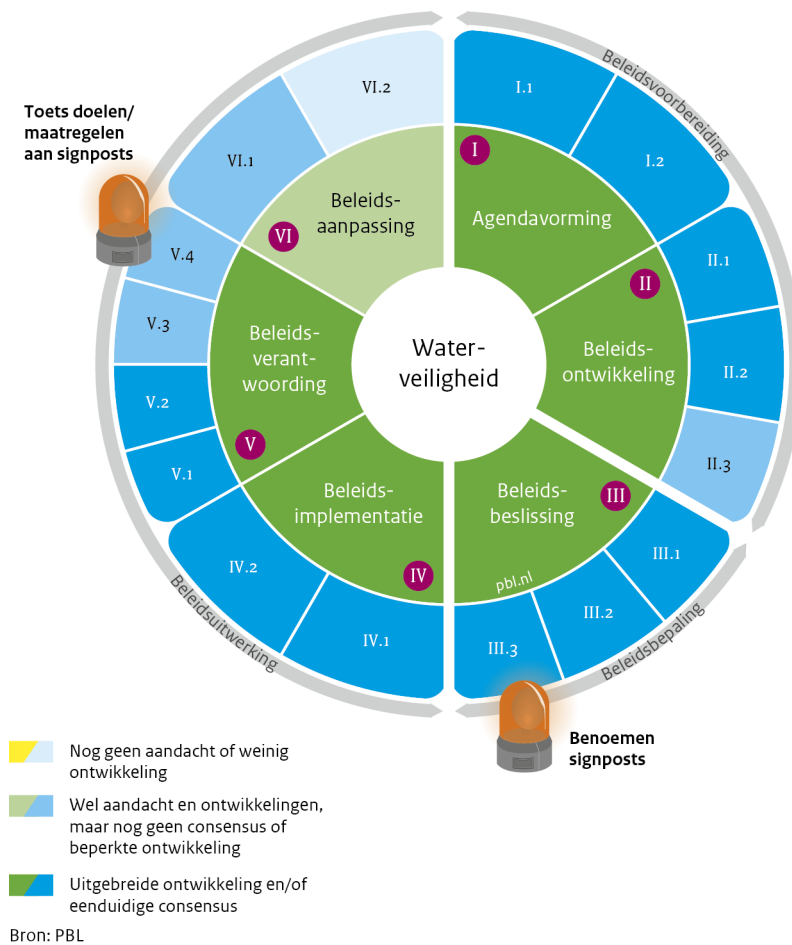 Beleidsvoorbereiding
VI.2
I.1
Toets doelen/
maatregelen
aan signposts
VI.1
I.2
I
Agendavorming
Beleids-
aanpassing
VI
V.4
II.1
II
Beleids-
ontwikkeling
V.3
Beleids-
verant-
woording
Water-
veiligheid
II.2
V.2
V
II.3
V.1
Beleids-
implementatie
IV
Beleids-
beslissing
III
pbl.nl
III.1
IV.2
III.2
IV.1
III.3
Beleidsuitwerking
Beleidsbepaling
Benoemen
signposts
Nog geen aandacht of weinig
ontwikkeling
Wel aandacht en ontwikkelingen,
maar nog geen consensus of
beperkte ontwikkeling
Uitgebreide ontwikkeling en/of
eenduidige consensus
Bron: PBL